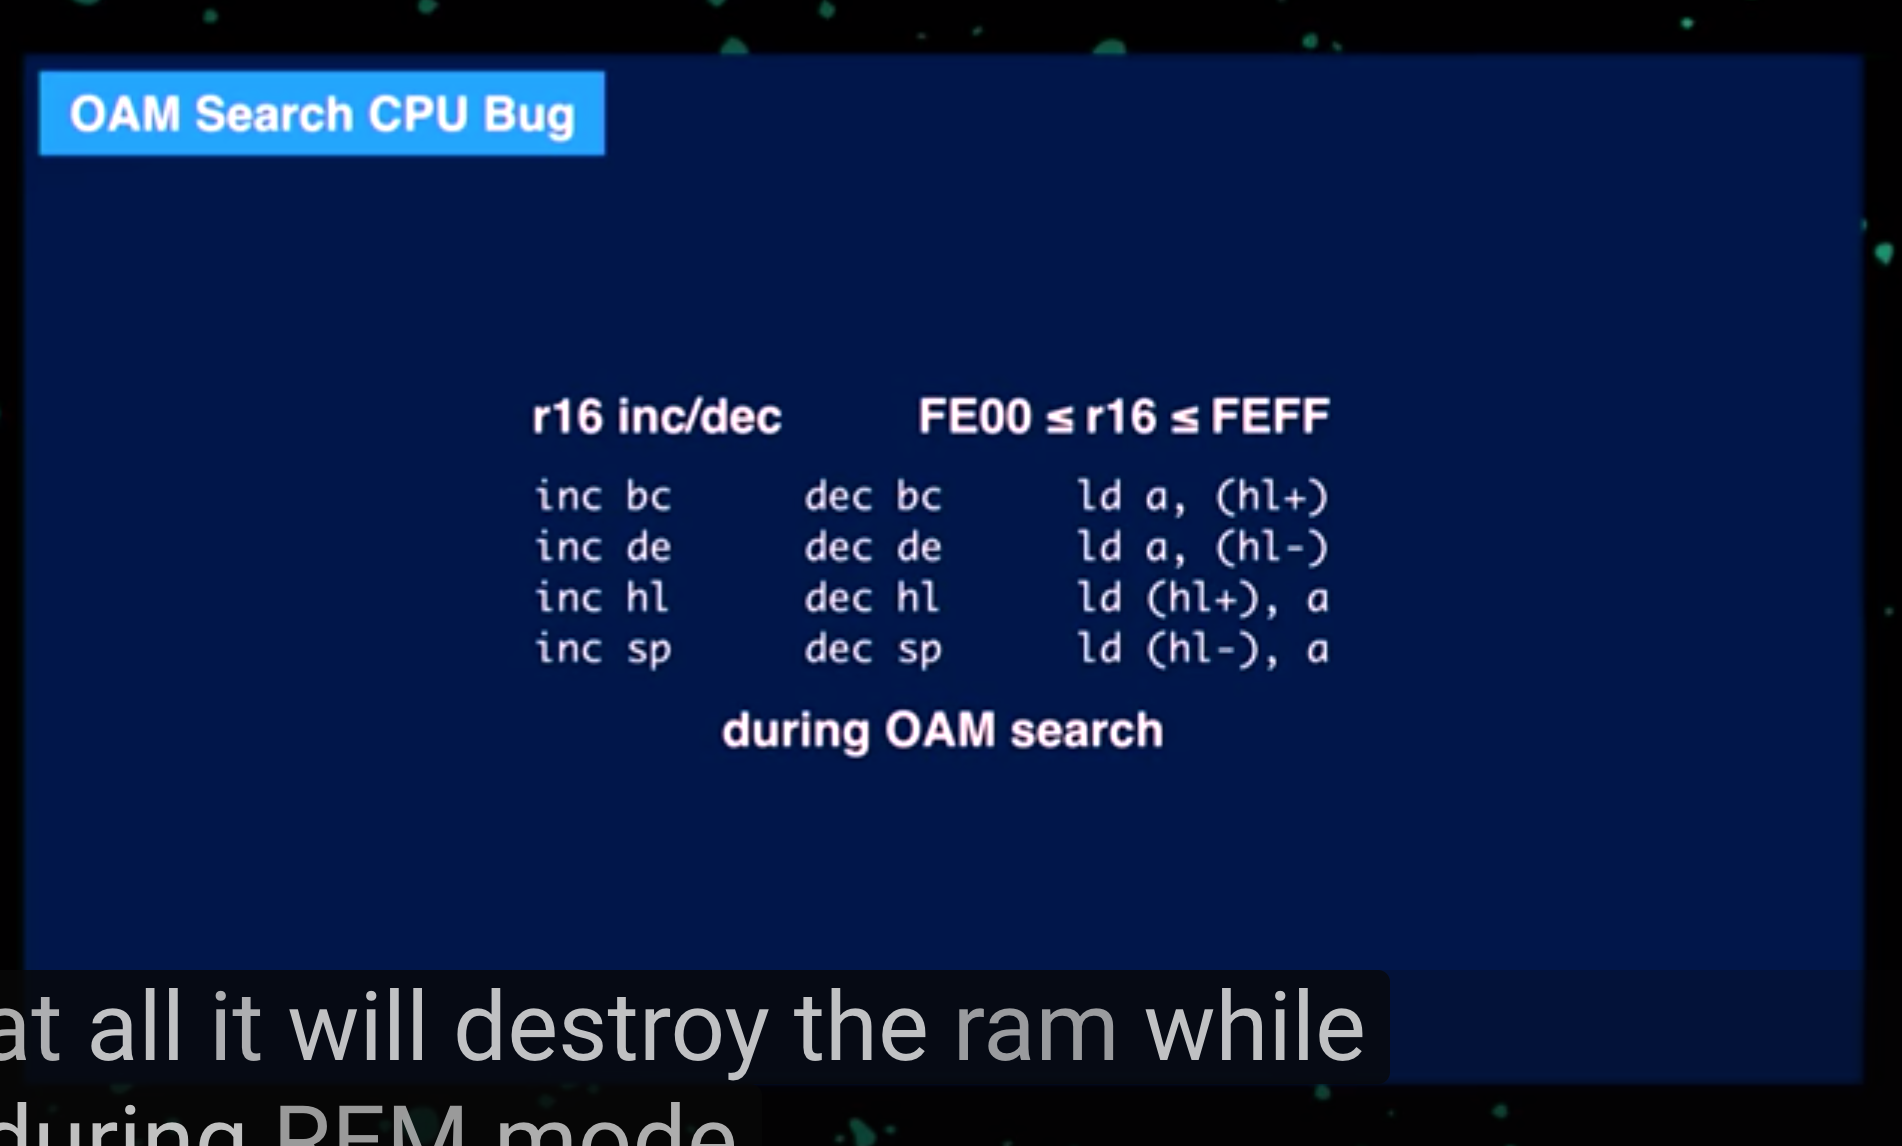 OAM Search CPU Bug
r16 inc/dec FE00 ≤ r16 ≤ FEFF
inc bc dec bc ld a, (hl+)
inc de dec de ld a, (hl-)
inc hl dec hl ld (hl+), a
inc sp dec sp ld (hl-), a
during OAM search
at all it will destroy the ram while
during mode